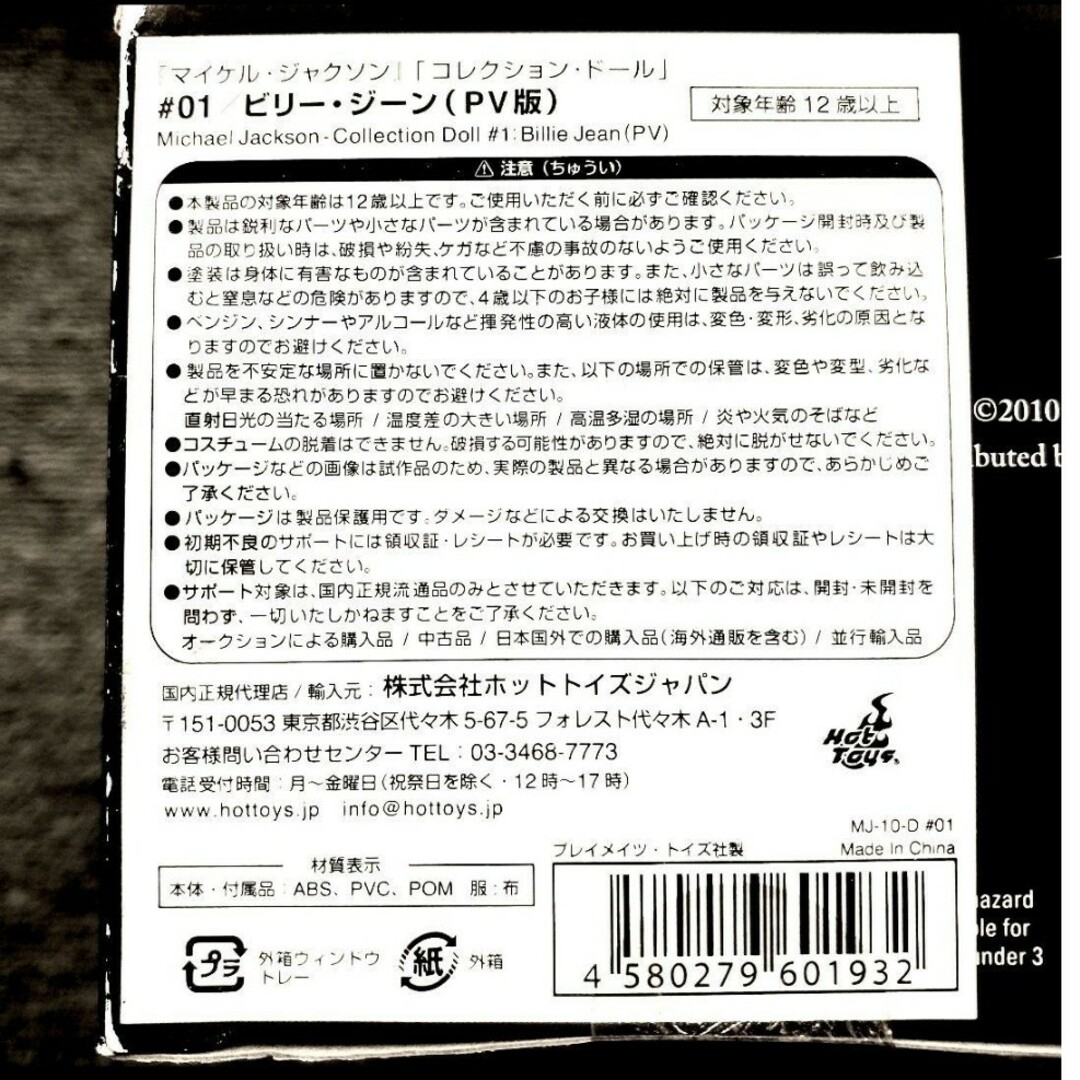 『マイケル・ジャクソン』「コレクション・ドール」
#01／ビリー・ジーン(PV版)
対象年齢 12歳以上
Michael Jackson-Collection Doll #1: Billie Jean(PV)
⚠ 注意（ちゅうい）
●本製品の対象年齢は12歳以上です。ご使用いただく前に必ずご確認ください。
●製品は鋭利なパーツや小さなパーツが含まれている場合があります。パッケージ開封時及び製
品の取り扱い時は、破損や紛失、ケガなど不慮の事故のないようご使用ください。
●塗装は身体に有害なものが含まれていることがあります。また、小さなパーツは誤って飲み込
むと窒息などの危険がありますので、4歳以下のお子様には絶対に製品を与えないでください。
●ベンジン、シンナーやアルコールなど揮発性の高い液体の使用は、変色・変形、劣化の原因とな
りますのでお避けください。
●製品を不安定な場所に置かないでください。また、以下の場所での保管は、変色や変型、劣化な
どが早まる恐れがありますのでお避けください。
直射日光の当たる場所 / 温度差の大きい場所 / 高温多湿の場所 / 炎や火気のそばなど
●コスチュームの脱着はできません。破損する可能性がありますので、絶対に脱がせないでください。
●パッケージなどの画像は試作品のため、実際の製品と異なる場合がありますので、あらかじめご
了承ください。
●パッケージは製品保護用です。ダメージなどによる交換はいたしません。
●初期不良のサポートには領収証・レシートが必要です。お買い上げ時の領収証やレシートは大
切に保管してください。
●サポート対象は、国内正規流通品のみとさせていただきます。以下のご対応は、開封・未開封を
問わず、一切いたしかねますことをご了承ください。
オークションによる購入品 / 中古品 / 日本国外での購入品(海外通販を含む) / 並行輸入品
国内正規代理店 / 輸入元：株式会社ホットトイズジャパン
〒151-0053 東京都渋谷区代々木5-67-5 フォレスト代々木 A-1・3F
お客様問い合わせセンター TEL：03-3468-7773
電話受付時間：月～金曜日(祝祭日を除く・12時～17時)
www.hottoys.jp info@hottoys.jp
Hot
Toys.
MJ-10-D #01
プレイメイツ・トイズ社製
Made In China
材質表示
本体・付属品：ABS、PVC、POM 服：布
プラ
外箱ウィンドウ
トレー
紙
外箱
4 580279 601932
©2010
buted b
azard
le for
nder 3